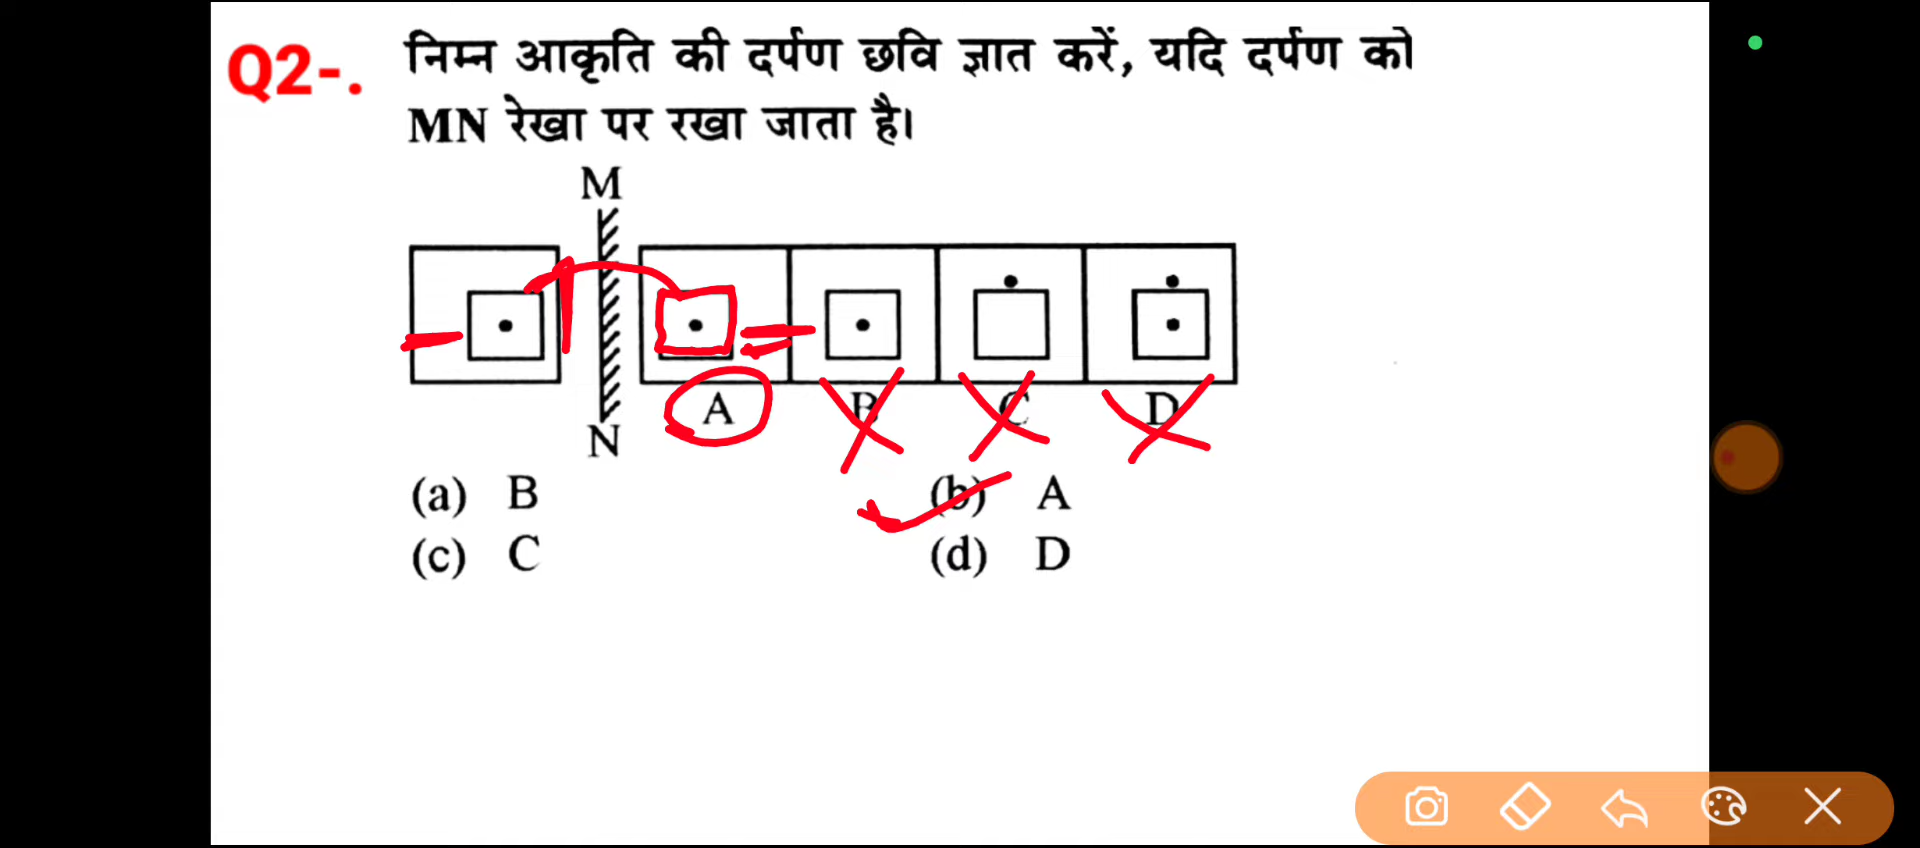 Q2-. निम्न आकृति की दर्पण छवि ज्ञात करें, यदि दर्पण को
MN रेखा पर रखा जाता है।
M
N
A B C D
(a) B (b) A
(c) C (d) D